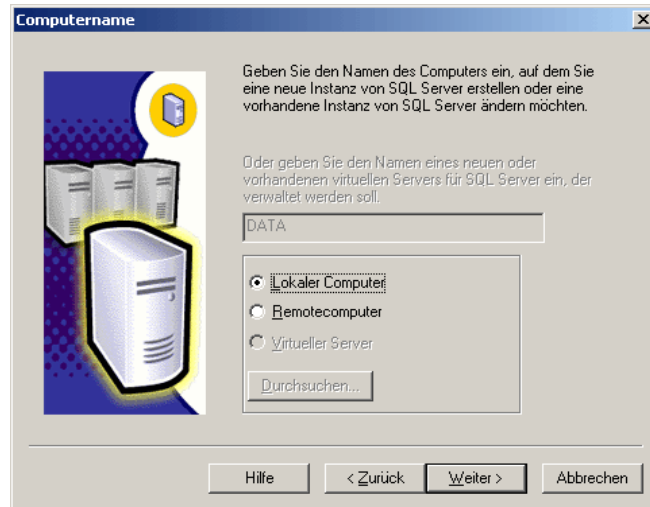 Computername
Geben Sie den Namen des Computers ein, auf dem Sie
eine neue Instanz von SQL Server erstellen oder eine
vorhandene Instanz von SQL Server ändern möchten.
Oder geben Sie den Namen eines neuen oder
vorhandenen virtuellen Servers für SQL Server ein, der
verwaltet werden soll.
DATA
Lokaler Computer
Remotecomputer
Virtueller Server
Durchsuchen...
Hilfe
< Zurück
Weiter >
Abbrechen